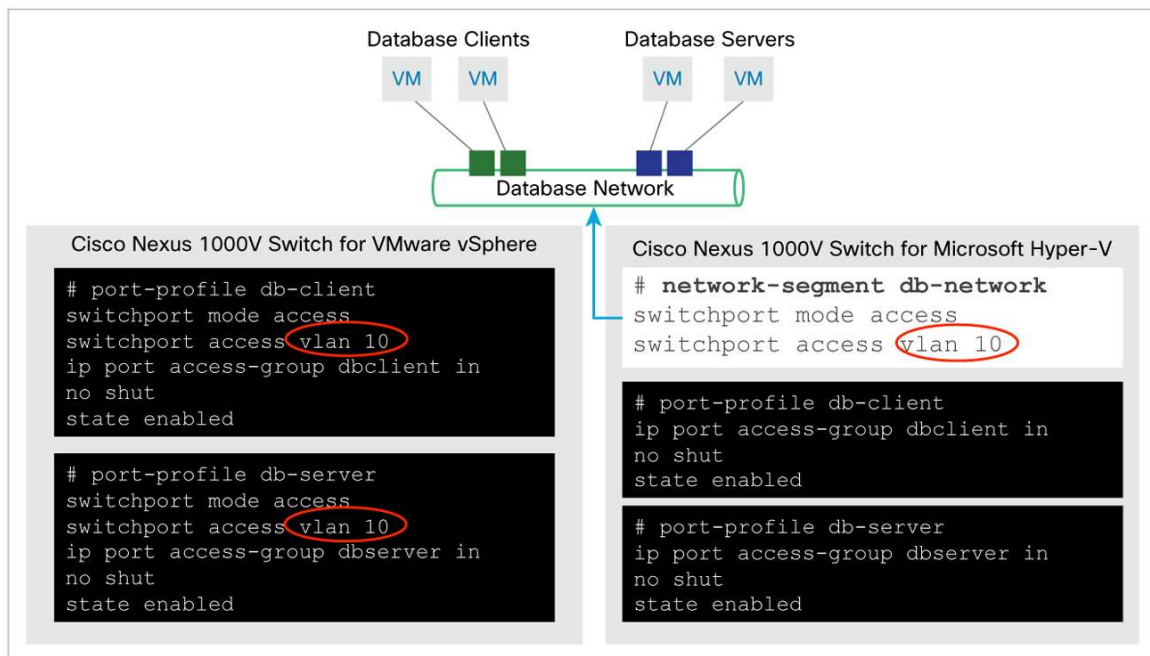 Database Clients
Database Servers
VM
VM
VM
VM
Database Network
Cisco Nexus 1000V Switch for VMware vSphere
# port-profile db-client
switchport mode access
switchport access vlan 10
ip port access-group dbclient in
no shut
state enabled
# port-profile db-server
switchport mode access
switchport access vlan 10
ip port access-group dbserver in
no shut
state enabled
Cisco Nexus 1000V Switch for Microsoft Hyper-V
# network-segment db-network
switchport mode access
switchport access vlan 10
# port-profile db-client
ip port access-group dbclient in
no shut
state enabled
# port-profile db-server
ip port access-group dbserver in
no shut
state enabled